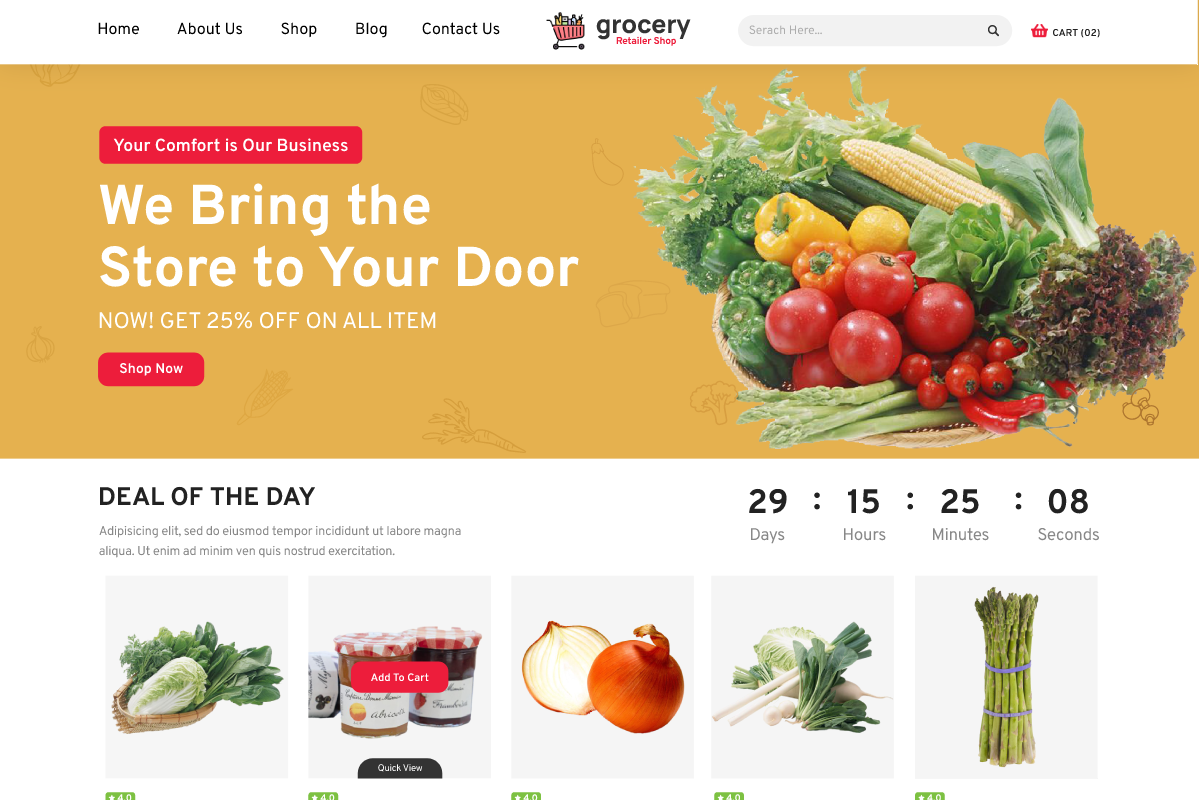 Home About Us Shop Blog Contact Us
grocery
Retailer Shop
Serach Here...
CART (02)
Your Comfort is Our Business
We Bring the
Store to Your Door
NOW! GET 25% OFF ON ALL ITEM
Shop Now
DEAL OF THE DAY
Adipisicing elit, sed do eiusmod tempor incididunt ut labore magna
aliqua. Ut enim ad minim ven quis nostrud exercitation.
29 : 15 : 25 : 08
Days Hours Minutes Seconds
Add To Cart
Bonne Maman
abricots
Quick View
★4.0 ★4.0 ★4.0 ★4.0 ★4.0